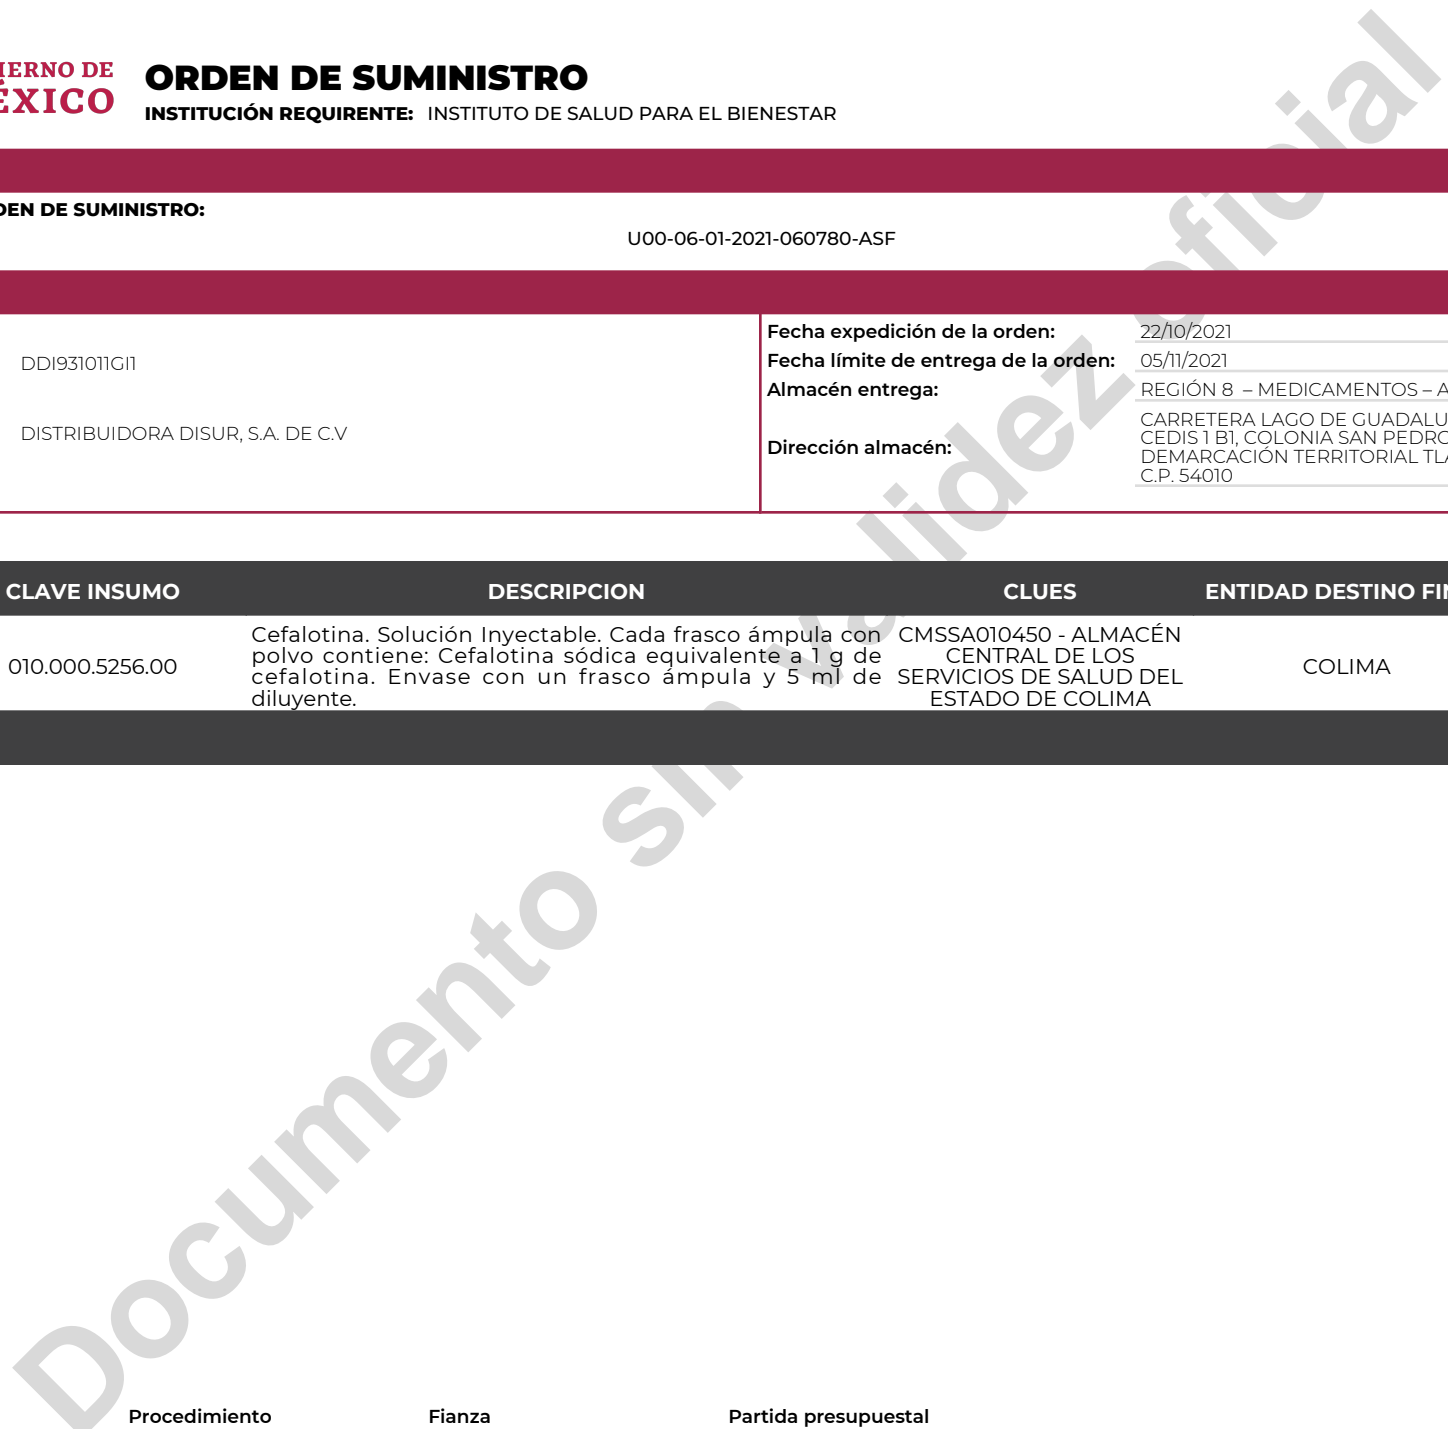 IERNO DE
ÉXICO
ORDEN DE SUMINISTRO
INSTITUCIÓN REQUIRENTE: INSTITUTO DE SALUD PARA EL BIENESTAR
DEN DE SUMINISTRO:
U00-06-01-2021-060780-ASF
DDI931011GI1
DISTRIBUIDORA DISUR, S.A. DE C.V
Fecha expedición de la orden: 22/10/2021
Fecha límite de entrega de la orden: 05/11/2021
Almacén entrega: REGIÓN 8 – MEDICAMENTOS – A
Dirección almacén:
CARRETERA LAGO DE GUADALU
CEDIS 1 B1, COLONIA SAN PEDRO
DEMARCACIÓN TERRITORIAL TLA
C.P. 54010
CLAVE INSUMO DESCRIPCION CLUES ENTIDAD DESTINO FIN
010.000.5256.00
Cefalotina. Solución Inyectable. Cada frasco ámpula con
polvo contiene: Cefalotina sódica equivalente a 1 g de
cefalotina. Envase con un frasco ámpula y 5 ml de
diluyente.
CMSSA010450 - ALMACÉN
CENTRAL DE LOS
SERVICIOS DE SALUD DEL
ESTADO DE COLIMA
COLIMA
Documento sin validez oficial
Procedimiento Fianza Partida presupuestal